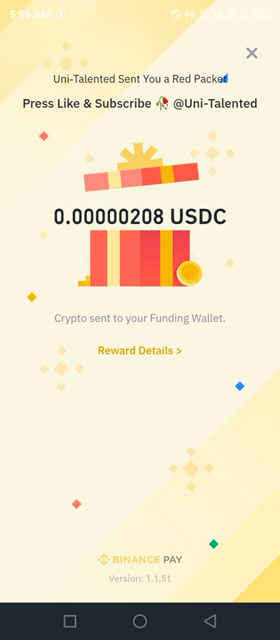 5:55 AM
Uni-Talented Sent You a Red Packet
Press Like & Subscribe 🥀 @Uni-Talented
0.00000208 USDC
Crypto sent to your Funding Wallet.
Reward Details >
BINANCE PAY
Version: 1.1.51